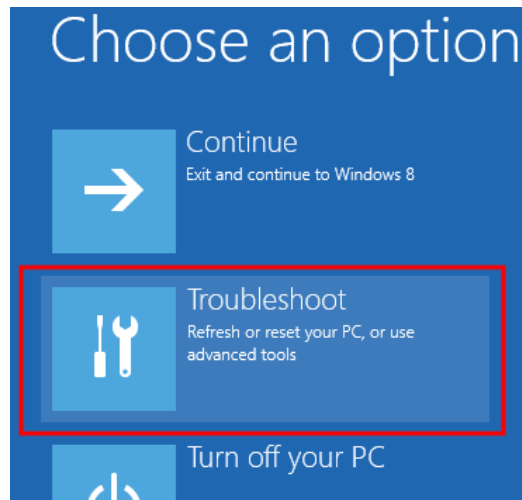 Choose an option
Continue
Exit and continue to Windows 8
Troubleshoot
Refresh or reset your PC, or use
advanced tools
Turn off your PC